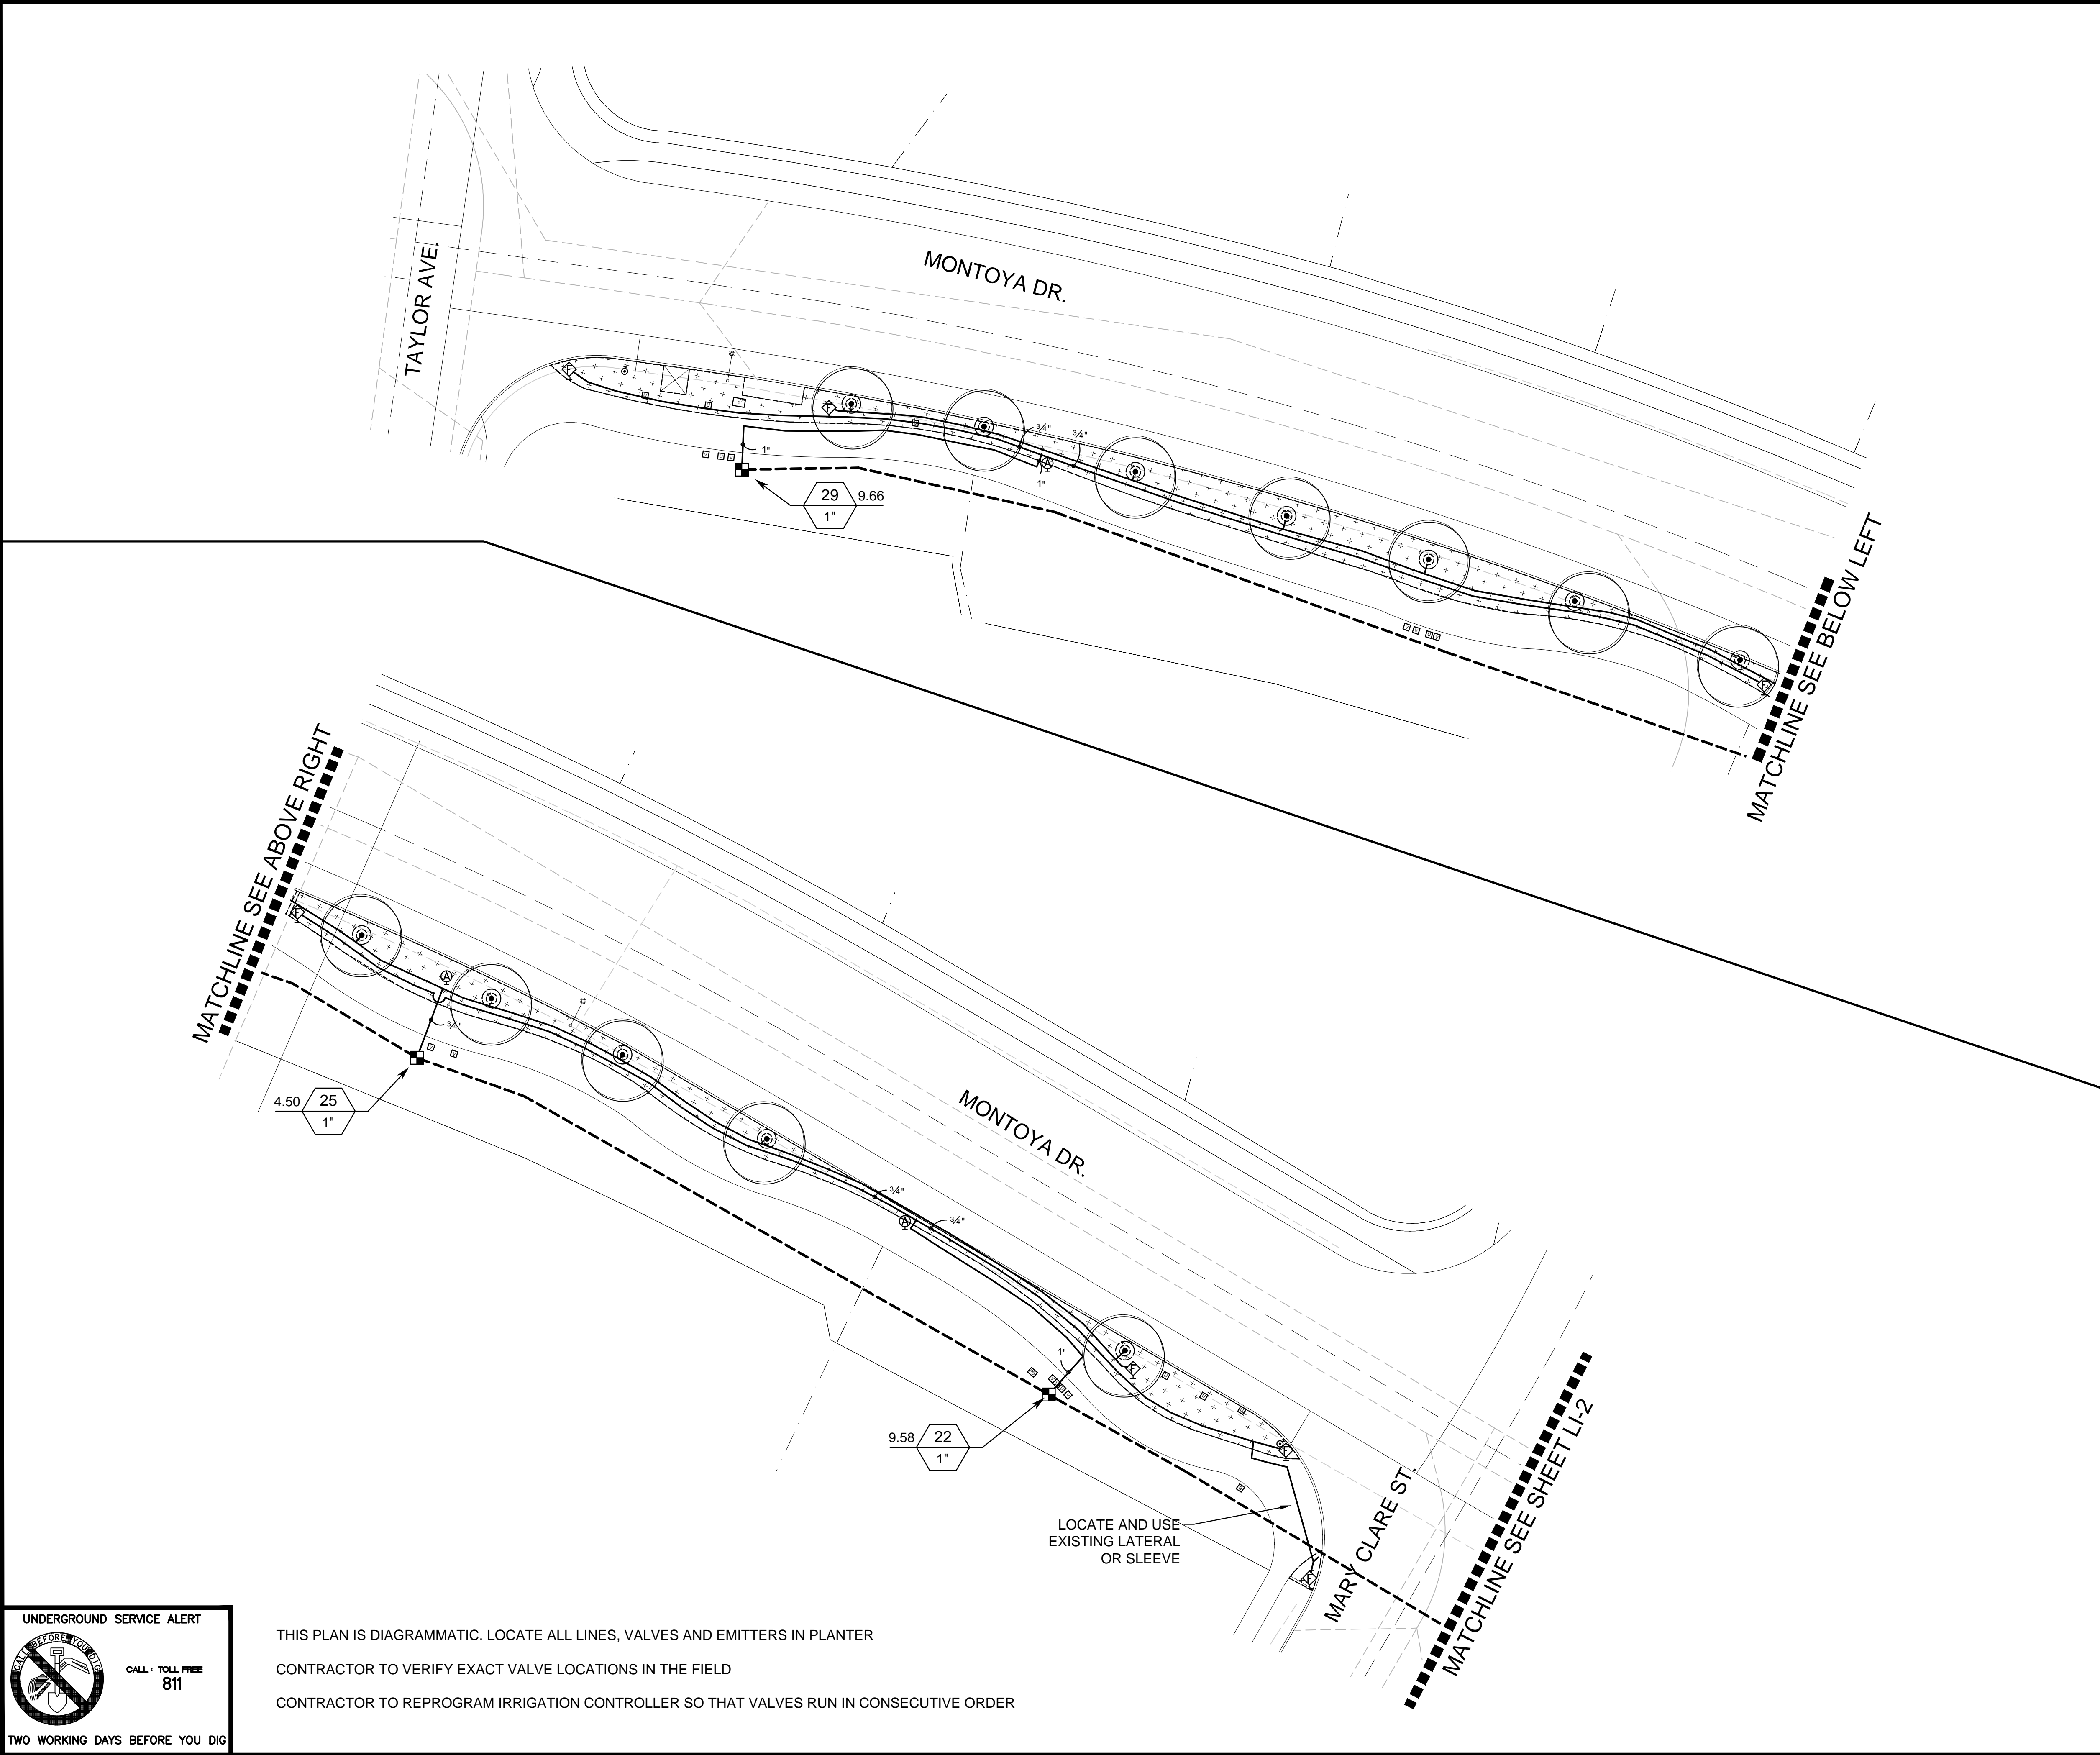 TAYLOR AVE.
MONTOYA DR.
F
F
3/4"
3/4"
1"
A
1"
29
9.66
1"
F
MATCHLINE SEE BELOW LEFT
MATCHLINE SEE ABOVE RIGHT
F
A
3/4"
4.50
25
1"
MONTOYA DR.
3/4"
A
3/4"
1"
F
9.58
22
1"
F
LOCATE AND USE
EXISTING LATERAL
OR SLEEVE
F
MARY CLARE ST.
MATCHLINE SEE SHEET LI-2
UNDERGROUND SERVICE ALERT
CALL BEFORE YOU DIG
CALL: TOLL FREE
811
TWO WORKING DAYS BEFORE YOU DIG
THIS PLAN IS DIAGRAMMATIC. LOCATE ALL LINES, VALVES AND EMITTERS IN PLANTER
CONTRACTOR TO VERIFY EXACT VALVE LOCATIONS IN THE FIELD
CONTRACTOR TO REPROGRAM IRRIGATION CONTROLLER SO THAT VALVES RUN IN CONSECUTIVE ORDER